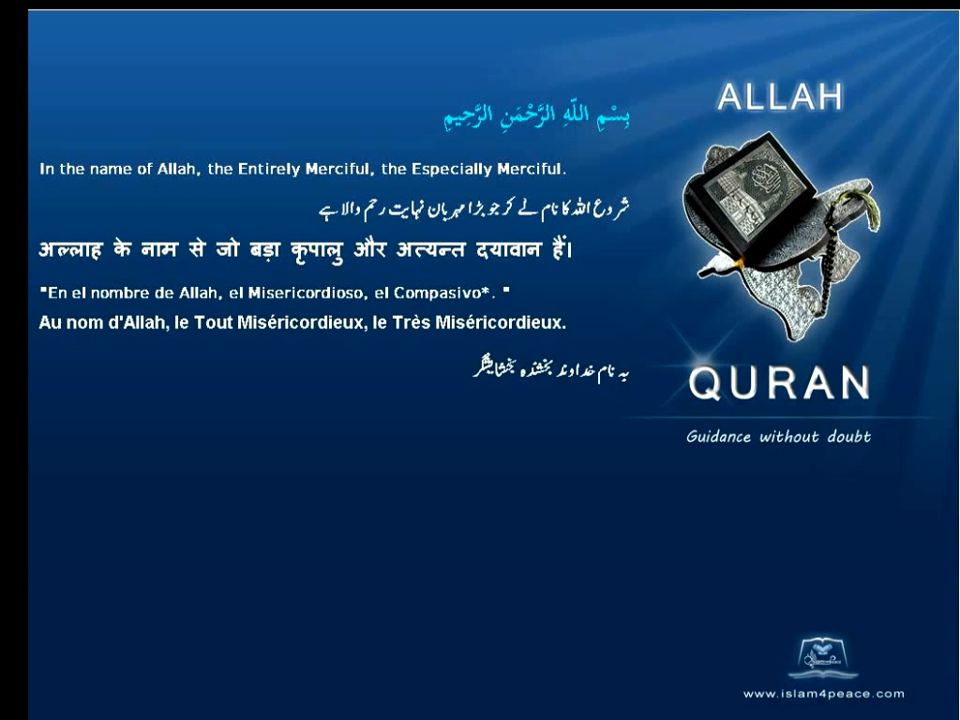 بِسْمِ اللّهِ الرَّحْمَنِ الرَّحِيمِ
In the name of Allah, the Entirely Merciful, the Especially Merciful.
شروع الله کا نام لے کر جو بڑا مہربان نہایت رحم والا ہے
अल्लाह के नाम से जो बड़ा कृपालु और अत्यन्त दयावान हैं।
"En el nombre de Allah, el Misericordioso, el Compasivo*. "
Au nom d'Allah, le Tout Miséricordieux, le Très Miséricordieux.
به نام خداوند بخشنده بخشایشگر
ALLAH
QURAN
Guidance without doubt
www.islam4peace.com